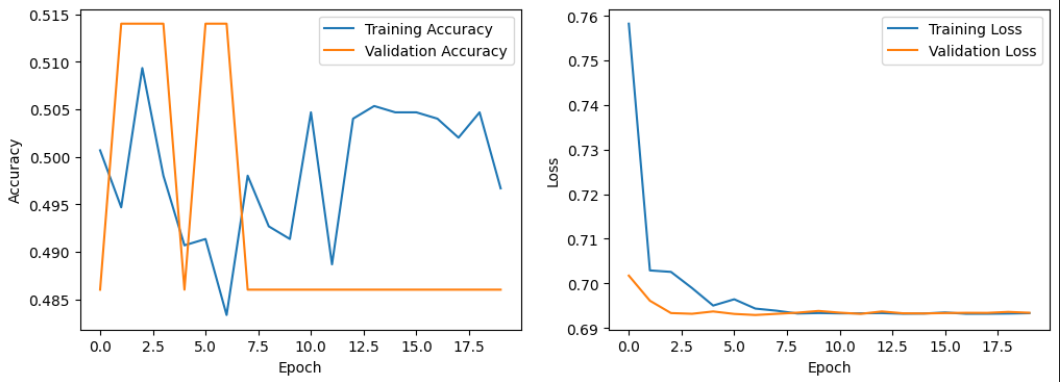 0.515
0.510
0.505
0.500
0.495
0.490
0.485
Accuracy
Training Accuracy
Validation Accuracy
0.0 2.5 5.0 7.5 10.0 12.5 15.0 17.5
Epoch
0.76
0.75
0.74
0.73
0.72
0.71
0.70
0.69
Loss
Training Loss
Validation Loss
0.0 2.5 5.0 7.5 10.0 12.5 15.0 17.5
Epoch